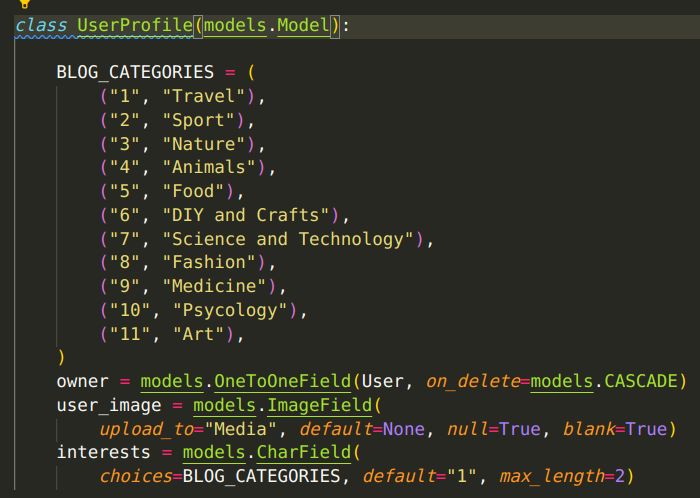 class UserProfile(models.Model):
BLOG_CATEGORIES = (
("1", "Travel"),
("2", "Sport"),
("3", "Nature"),
("4", "Animals"),
("5", "Food"),
("6", "DIY and Crafts"),
("7", "Science and Technology"),
("8", "Fashion"),
("9", "Medicine"),
("10", "Psycology"),
("11", "Art"),
)
owner = models.OneToOneField(User, on_delete=models.CASCADE)
user_image = models.ImageField(
upload_to="Media", default=None, null=True, blank=True)
interests = models.CharField(
choices=BLOG_CATEGORIES, default="1", max_length=2)